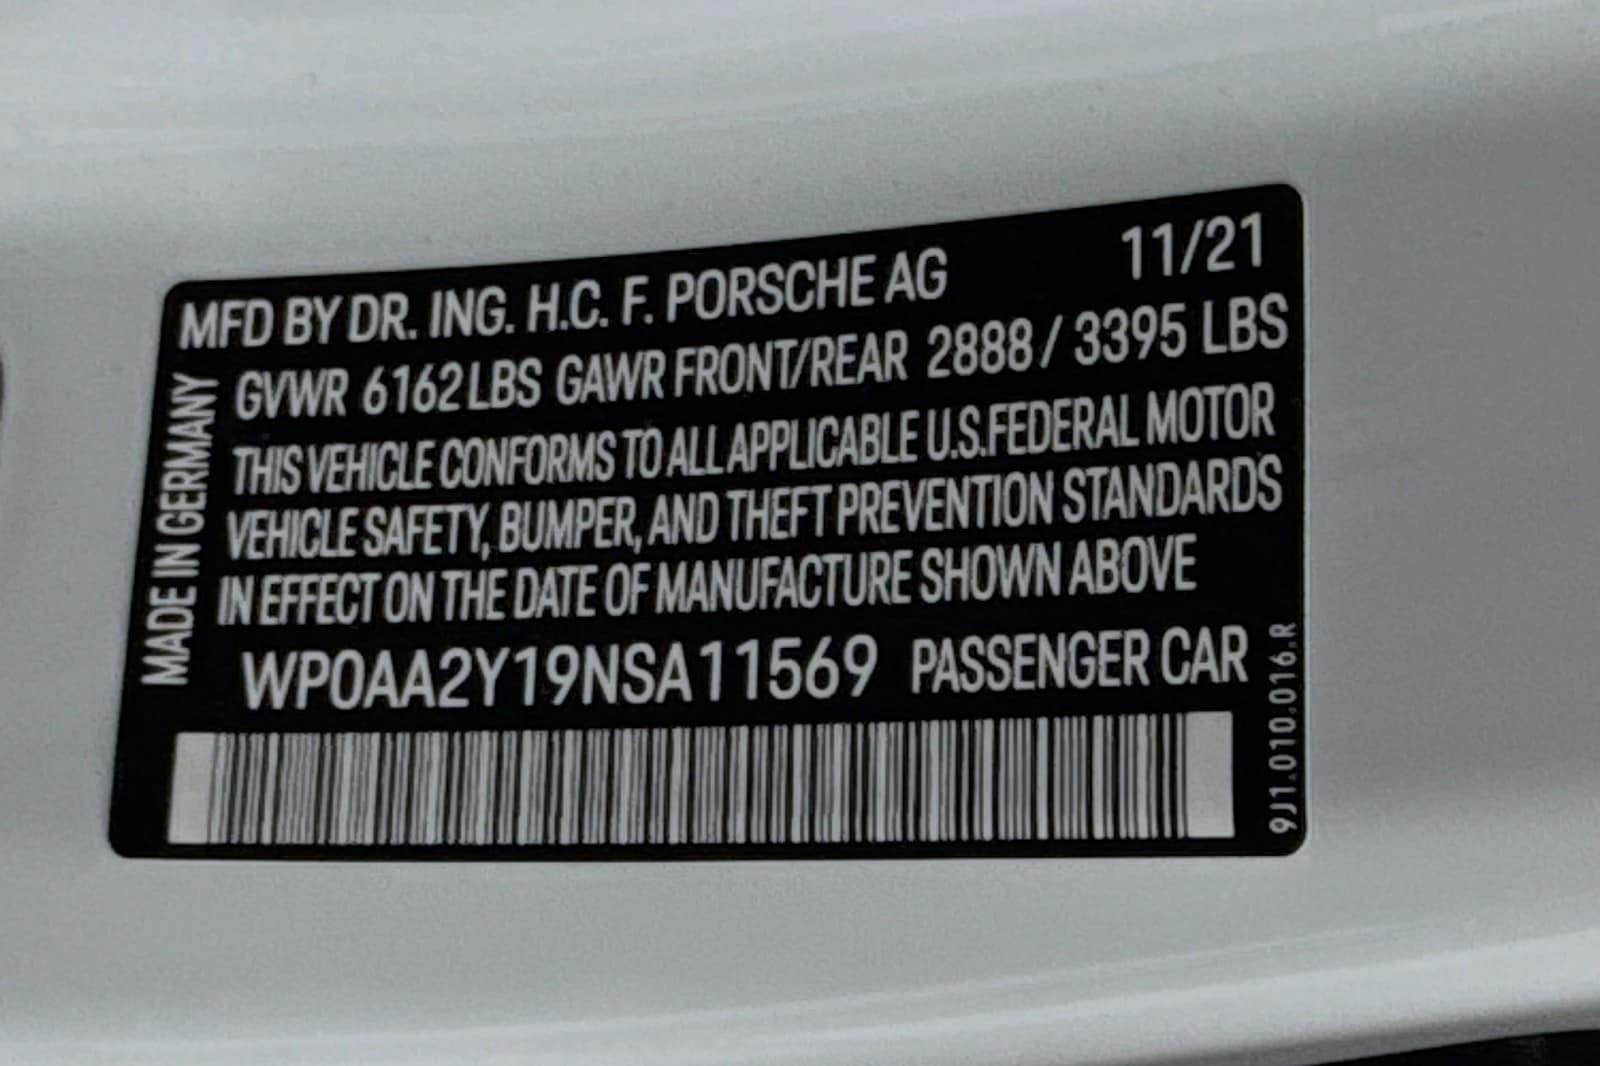 MFD BY DR. ING. H.C. F. PORSCHE AG 11/21
GVWR 6162 LBS GAWR FRONT/REAR 2888 / 3395 LBS
THIS VEHICLE CONFORMS TO ALL APPLICABLE U.S.FEDERAL MOTOR
VEHICLE SAFETY, BUMPER, AND THEFT PREVENTION STANDARDS
IN EFFECT ON THE DATE OF MANUFACTURE SHOWN ABOVE
WP0AA2Y19NSA11569 PASSENGER CAR
MADE IN GERMANY
9J1.010.016.R